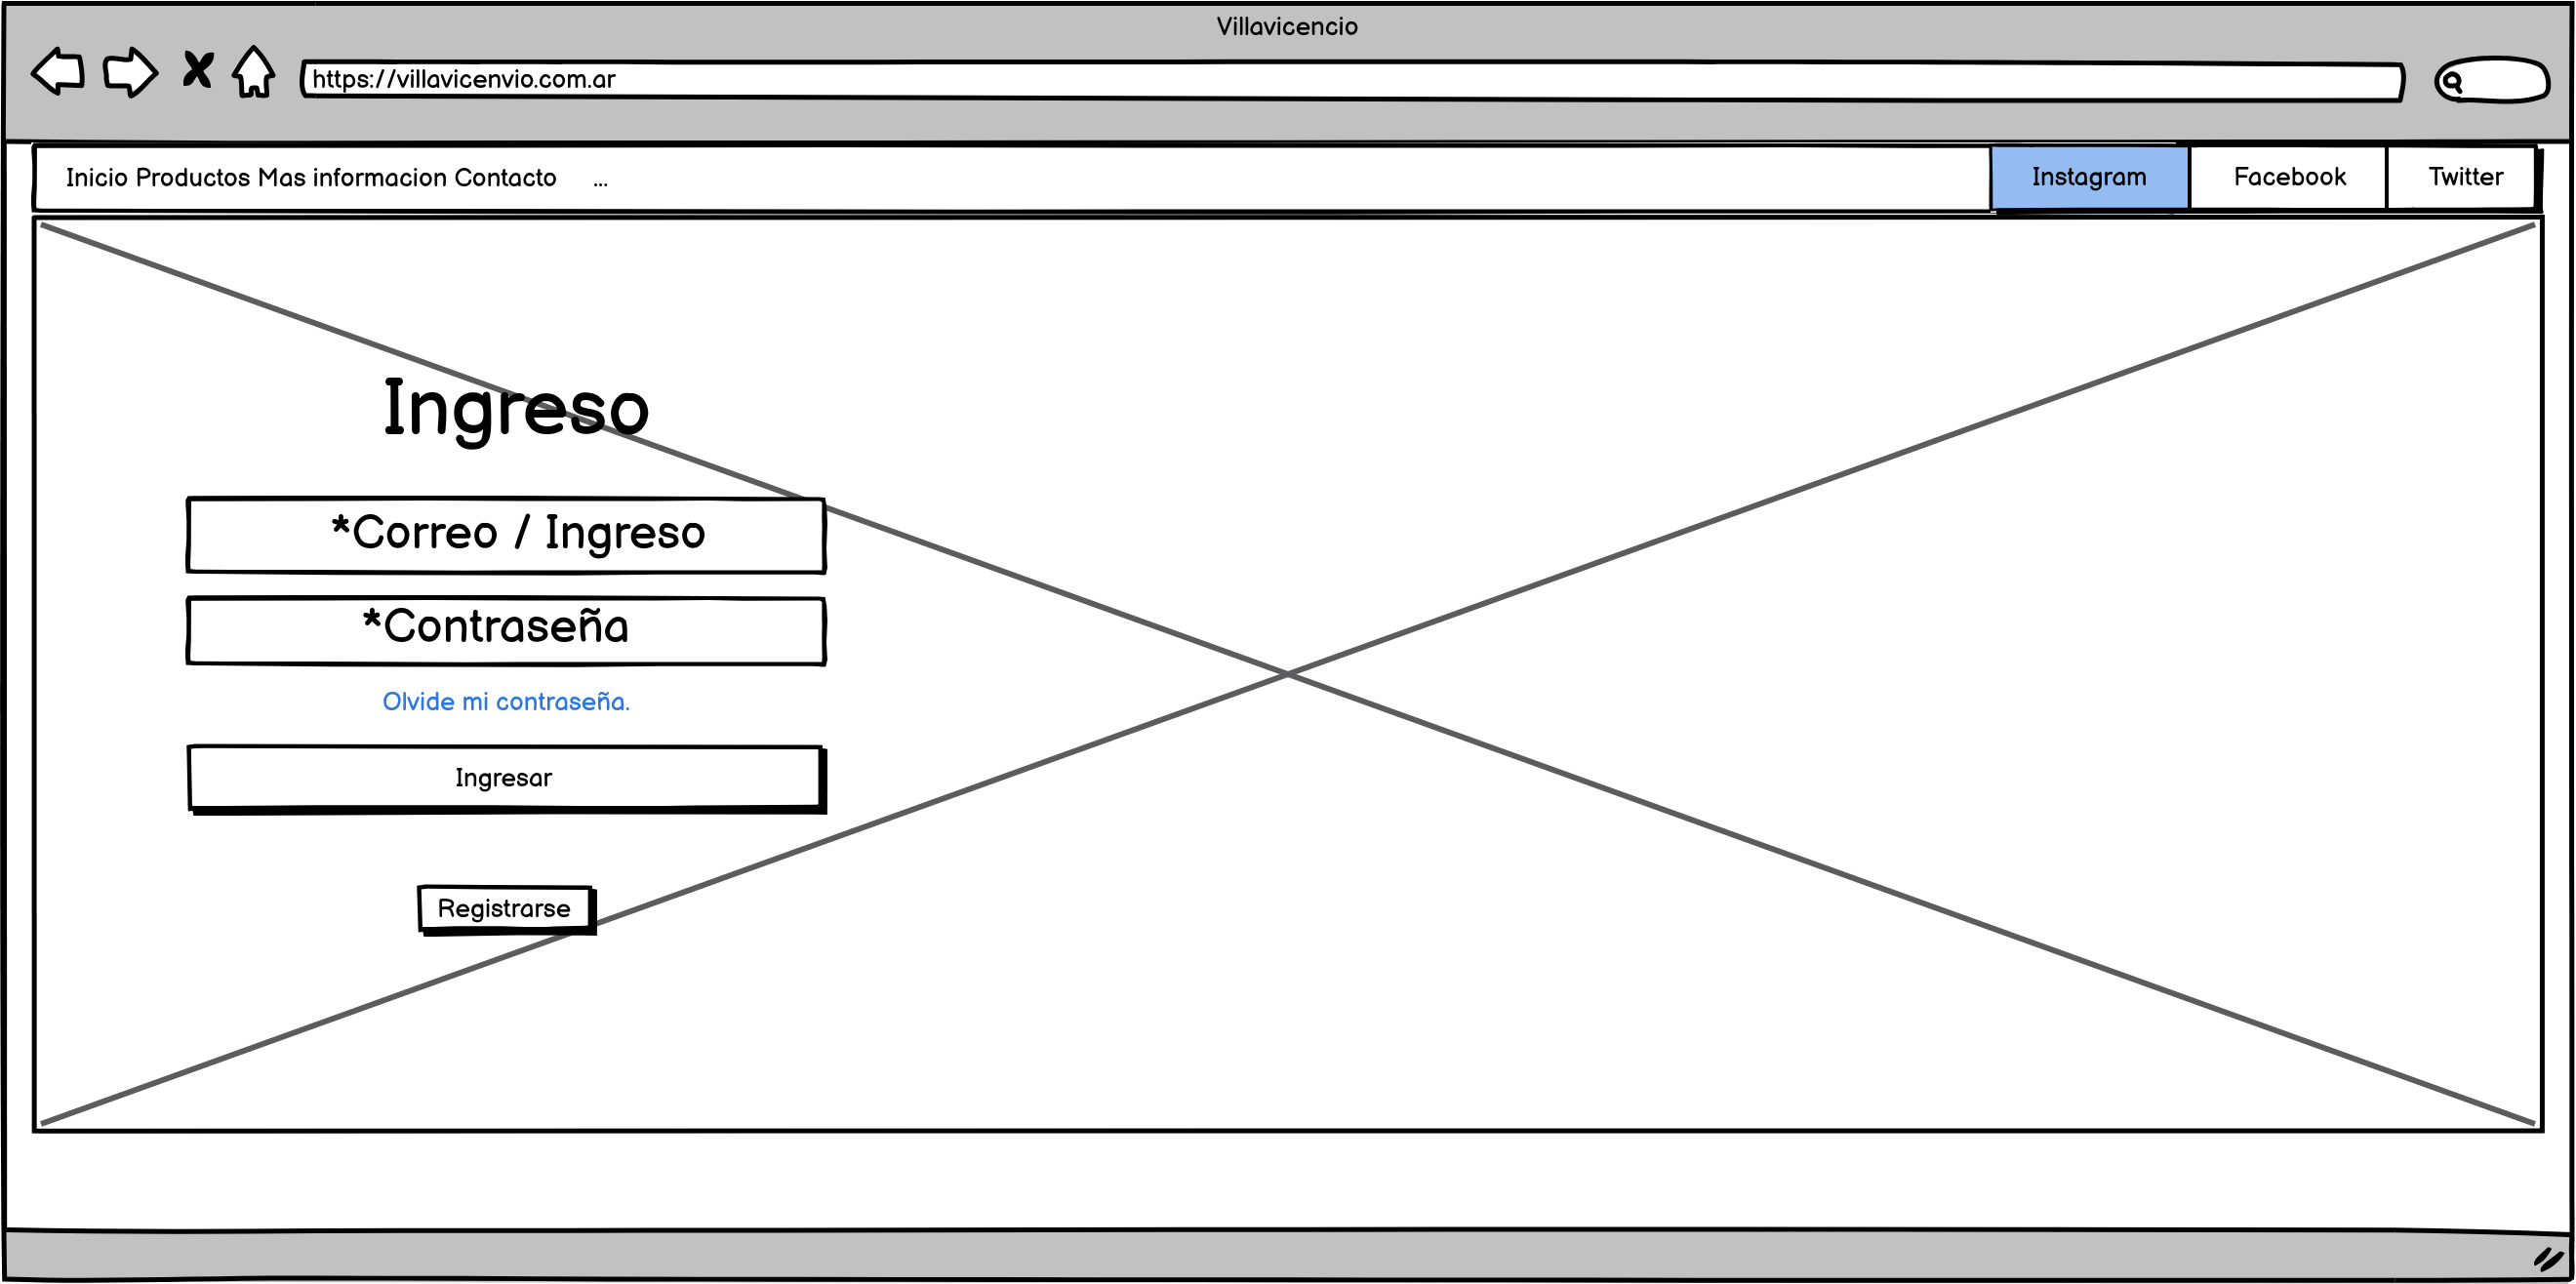 Villavicencio
https://villavicenvio.com.ar
Inicio Productos Mas informacion Contacto ...
Instagram
Facebook
Twitter
Ingreso
*Correo / Ingreso
*Contraseña
Olvide mi contraseña.
Ingresar
Registrarse